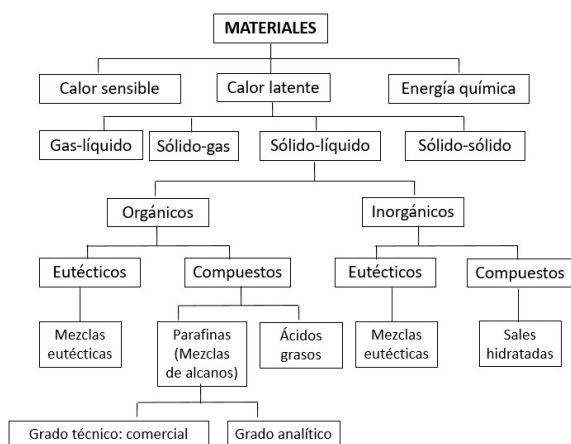 MATERIALES
Calor sensible
Calor latente
Energía química
Gas-líquido
Sólido-gas
Sólido-líquido
Sólido-sólido
Orgánicos
Inorgánicos
Eutécticos
Compuestos
Eutécticos
Compuestos
Mezclas
eutécticas
Parafinas
(Mezclas
de alcanos)
Ácidos
grasos
Mezclas
eutécticas
Sales
hidratadas
Grado técnico: comercial
Grado analítico